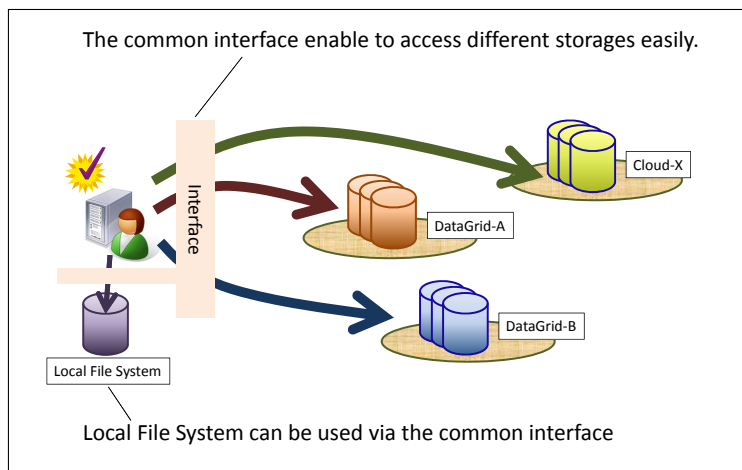 The common interface enable to access different storages easily.
Cloud-X
Interface
DataGrid-A
DataGrid-B
Local File System
Local File System can be used via the common interface